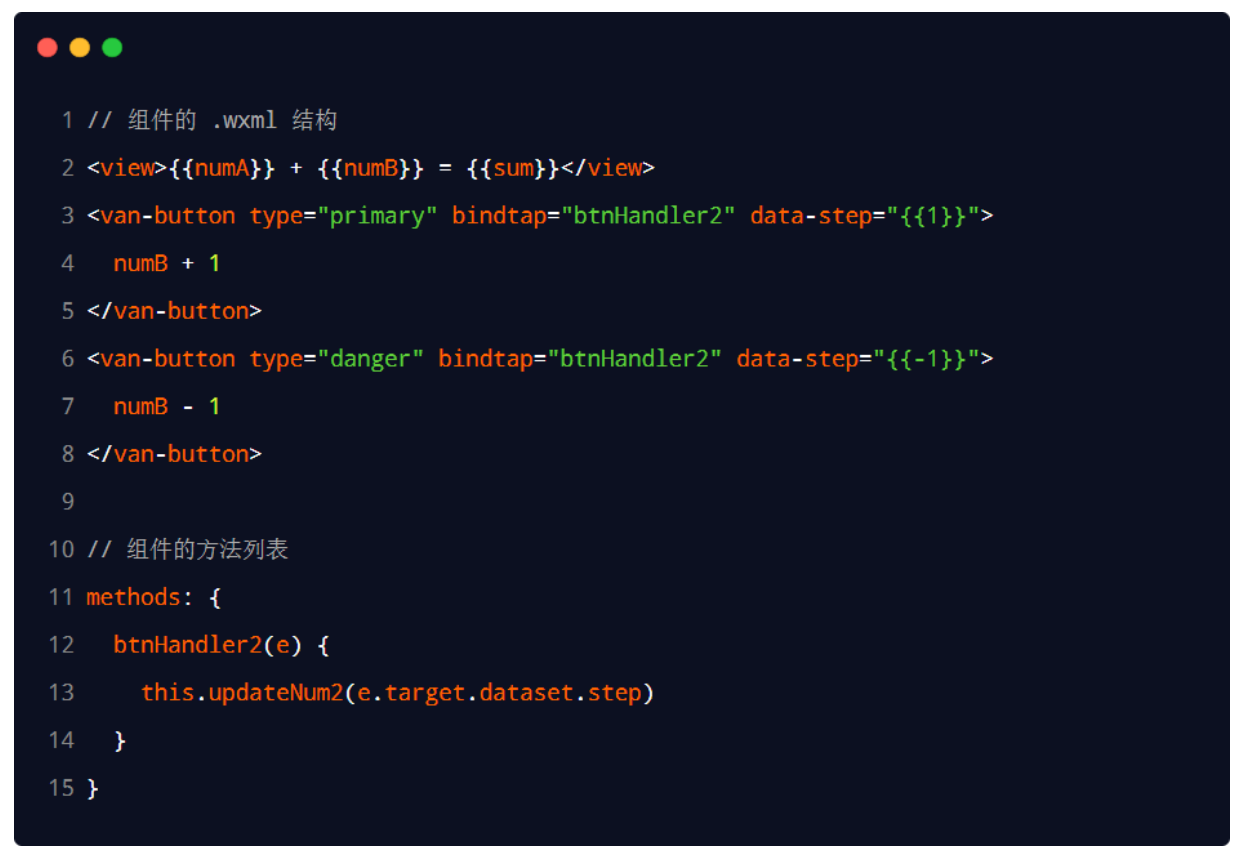 1 // 组件的 .wxml 结构
2 <view>{{numA}} + {{numB}} = {{sum}}</view>
3 <van-button type="primary" bindtap="btnHandler2" data-step="{{1}}">
4   numB + 1
5 </van-button>
6 <van-button type="danger" bindtap="btnHandler2" data-step="{{-1}}">
7   numB - 1
8 </van-button>
9
10 // 组件的方法列表
11 methods: {
12   btnHandler2(e) {
13     this.updateNum2(e.target.dataset.step)
14   }
15 }